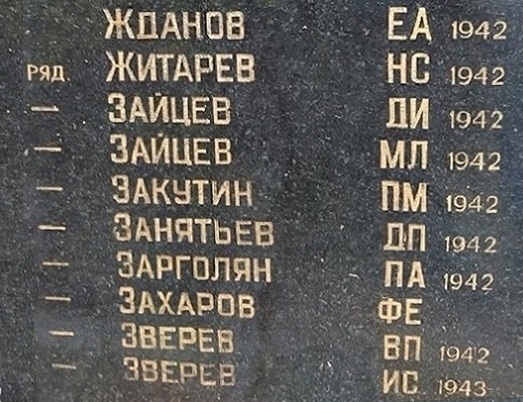 ЖДАНОВ ЕА 1942
РЯД. ЖИТАРЕВ НС 1942
— ЗАЙЦЕВ ДИ 1942
— ЗАЙЦЕВ МЛ 1942
— ЗАКУТИН ПМ 1942
— ЗАНЯТЬЕВ ДП 1942
— ЗАРГОЛЯН ПА 1942
— ЗАХАРОВ ФЕ
— ЗВЕРЕВ ВП 1942
— ЗВЕРЕВ ИС 1943